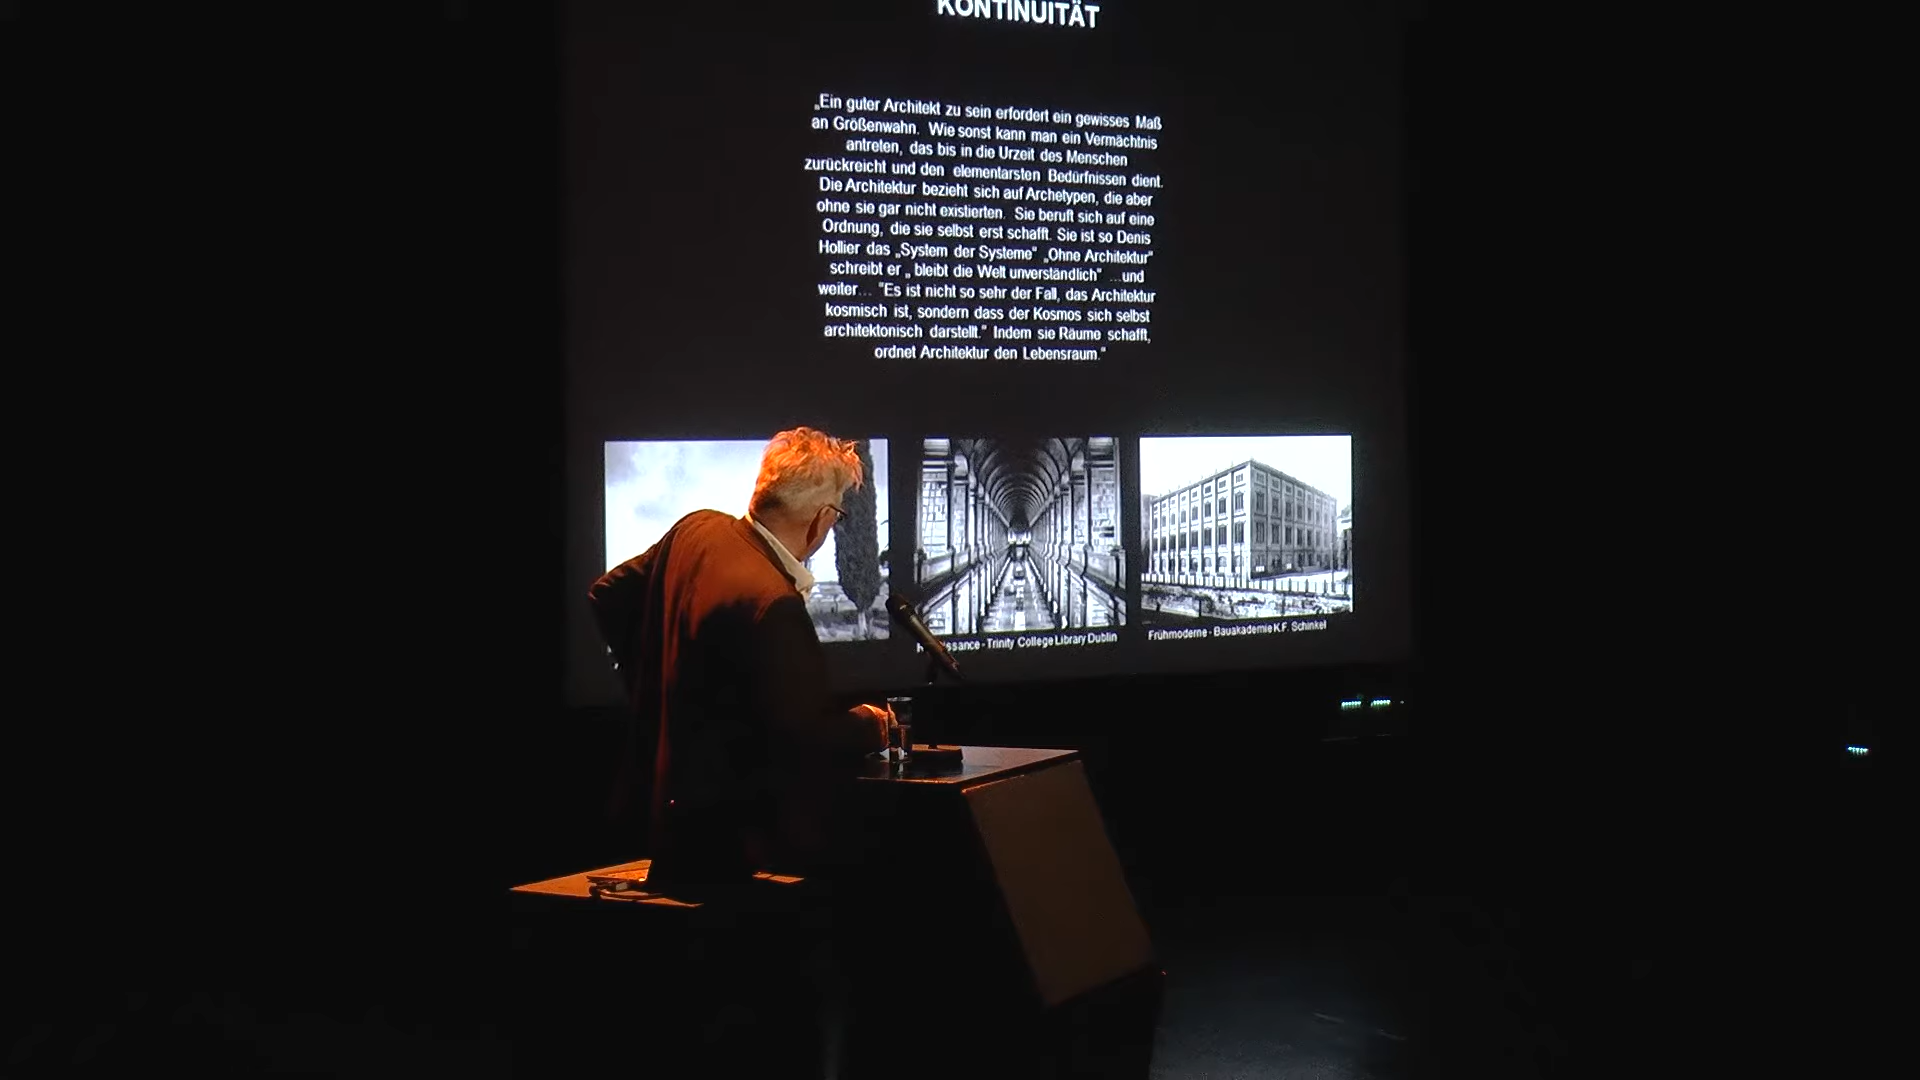 KONTINUITÄT
„Ein guter Architekt zu sein erfordert ein gewisses Maß
an Größenwahn. Wie sonst kann man ein Vermächtnis
antreten, das bis in die Urzeit des Menschen
zurückreicht und den elementarsten Bedürfnissen dient.
Die Architektur bezieht sich auf Archetypen, die aber
ohne sie gar nicht existierten. Sie beruft sich auf eine
Ordnung, die sie selbst erst schafft. Sie ist so Denis
Hollier das „System der Systeme“ „Ohne Architektur“
schreibt er „ bleibt die Welt unverständlich“ ...und
weiter... “Es ist nicht so sehr der Fall, das Architektur
kosmisch ist, sondern dass der Kosmos sich selbst
architektonisch darstellt.“ Indem sie Räume schafft,
ordnet Architektur den Lebensraum.“
- Trinity College Library Dublin
Frühmoderne - Bauakademie K.F. Schinkel